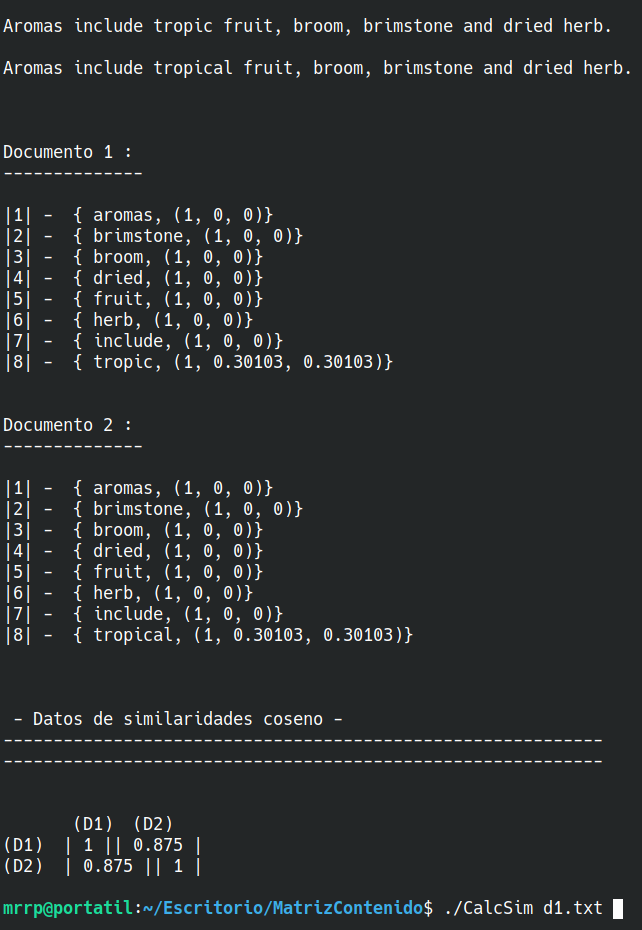 Aromas include tropic fruit, broom, brimstone and dried herb.
Aromas include tropical fruit, broom, brimstone and dried herb.
Documento 1 :
--------------
|1| -  { aromas, (1, 0, 0)}
|2| -  { brimstone, (1, 0, 0)}
|3| -  { broom, (1, 0, 0)}
|4| -  { dried, (1, 0, 0)}
|5| -  { fruit, (1, 0, 0)}
|6| -  { herb, (1, 0, 0)}
|7| -  { include, (1, 0, 0)}
|8| -  { tropic, (1, 0.30103, 0.30103)}
Documento 2 :
--------------
|1| -  { aromas, (1, 0, 0)}
|2| -  { brimstone, (1, 0, 0)}
|3| -  { broom, (1, 0, 0)}
|4| -  { dried, (1, 0, 0)}
|5| -  { fruit, (1, 0, 0)}
|6| -  { herb, (1, 0, 0)}
|7| -  { include, (1, 0, 0)}
|8| -  { tropical, (1, 0.30103, 0.30103)}
- Datos de similaridades coseno -
------------------------------------------------------------
------------------------------------------------------------
(D1)  (D2)
(D1)  | 1 || 0.875 |
(D2)  | 0.875 || 1 |
mrrp@portatil:~/Escritorio/MatrizContenido$ ./CalcSim d1.txt